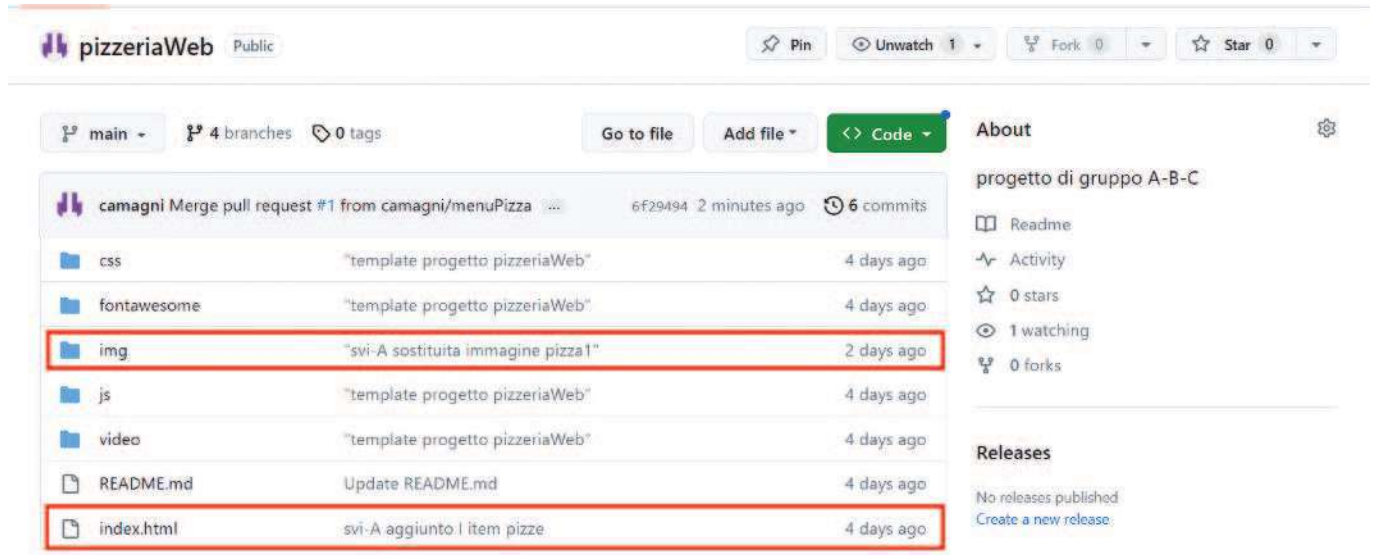 pizzeriaWeb Public Pin Unwatch 1 Fork 0 Star 0
main 4 branches 0 tags Go to file Add file <> Code
About
progetto di gruppo A-B-C
camagni Merge pull request #1 from camagni/menuPizza ... 6f29494 2 minutes ago 6 commits
Readme
css "template progetto pizzeriaWeb" 4 days ago
Activity
fontawesome "template progetto pizzeriaWeb" 4 days ago
0 stars
img "svi-A sostituita immagine pizza1" 2 days ago
1 watching
0 forks
js "template progetto pizzeriaWeb" 4 days ago
video "template progetto pizzeriaWeb" 4 days ago
Releases
README.md Update README.md 4 days ago
No releases published
Create a new release
index.html svi-A aggiunto I item pizze 4 days ago